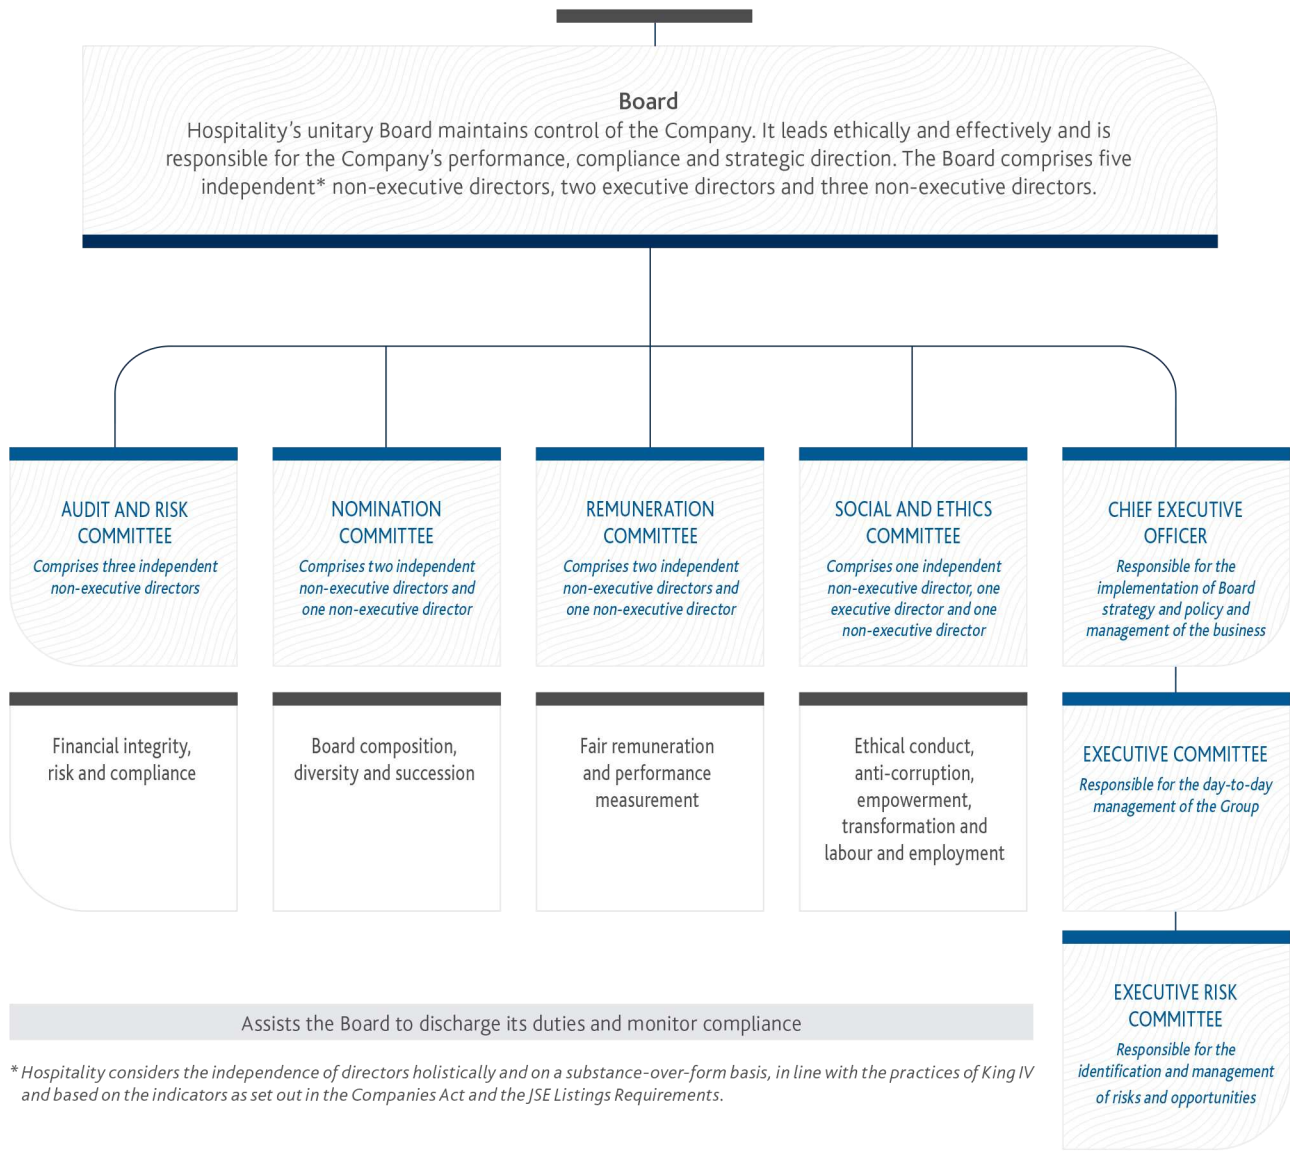 Board
Hospitality’s unitary Board maintains control of the Company. It leads ethically and effectively and is
responsible for the Company’s performance, compliance and strategic direction. The Board comprises five
independent* non-executive directors, two executive directors and three non-executive directors.
AUDIT AND RISK
COMMITTEE
Comprises three independent
non-executive directors
NOMINATION
COMMITTEE
Comprises two independent
non-executive directors and
one non-executive director
REMUNERATION
COMMITTEE
Comprises two independent
non-executive directors and
one non-executive director
SOCIAL AND ETHICS
COMMITTEE
Comprises one independent
non-executive director, one
executive director and one
non-executive director
CHIEF EXECUTIVE
OFFICER
Responsible for the
implementation of Board
strategy and policy and
management of the business
Financial integrity,
risk and compliance
Board composition,
diversity and succession
Fair remuneration
and performance
measurement
Ethical conduct,
anti-corruption,
empowerment,
transformation and
labour and employment
EXECUTIVE COMMITTEE
Responsible for the day-to-day
management of the Group
EXECUTIVE RISK
COMMITTEE
Responsible for the
identification and management
of risks and opportunities
Assists the Board to discharge its duties and monitor compliance
* Hospitality considers the independence of directors holistically and on a substance-over-form basis, in line with the practices of King IV
and based on the indicators as set out in the Companies Act and the JSE Listings Requirements.